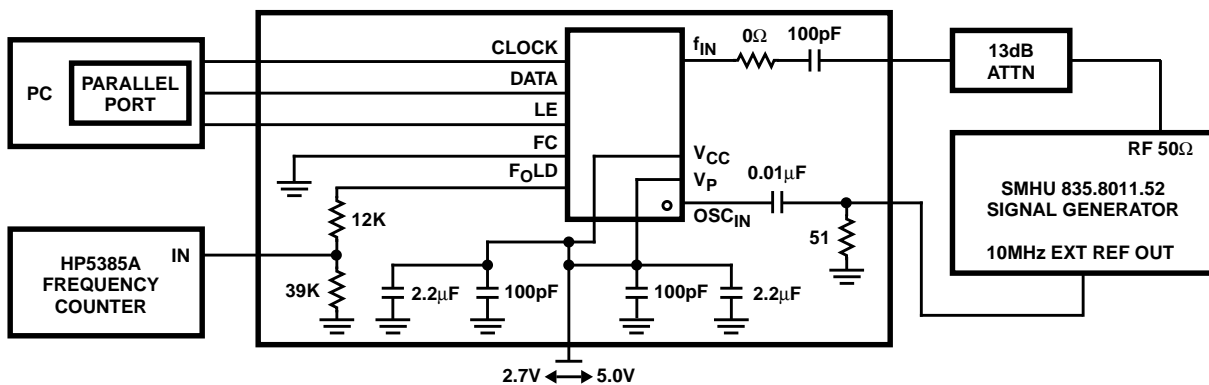 PC
PARALLEL
PORT
CLOCK
DATA
LE
FC
FOLD
fIN
0Ω
100pF
13dB
ATTN
VCC
VP
OSCIN
0.01μF
51
RF 50Ω
SMHU 835.8011.52
SIGNAL GENERATOR
10MHz EXT REF OUT
12K
39K
IN
HP5385A
FREQUENCY
COUNTER
2.2μF
100pF
100pF
2.2μF
2.7V
5.0V